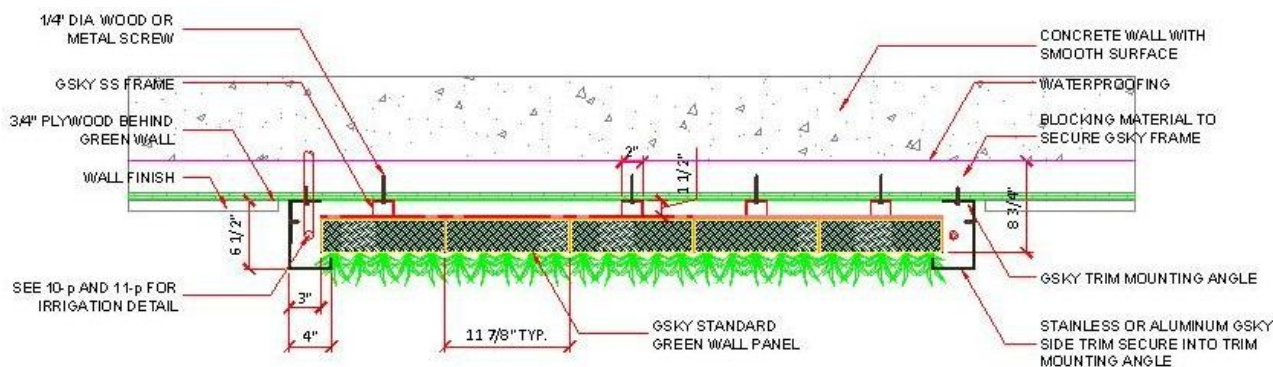 1/4" DIA WOOD OR
METAL SCREW
GSKY SS FRAME
3/4" PLYWOOD BEHIND
GREEN WALL
WALL FINISH
6 1/2"
SEE 10-p AND 11-p FOR
IRRIGATION DETAIL
3"
4"
11 7/8" TYP.
GSKY STANDARD
GREEN WALL PANEL
2"
1 1/2"
8 3/4"
CONCRETE WALL WITH
SMOOTH SURFACE
WATERPROOFING
BLOCKING MATERIAL TO
SECURE GSKY FRAME
GSKY TRIM MOUNTING ANGLE
STAINLESS OR ALUMINUM GSKY
SIDE TRIM SECURE INTO TRIM
MOUNTING ANGLE